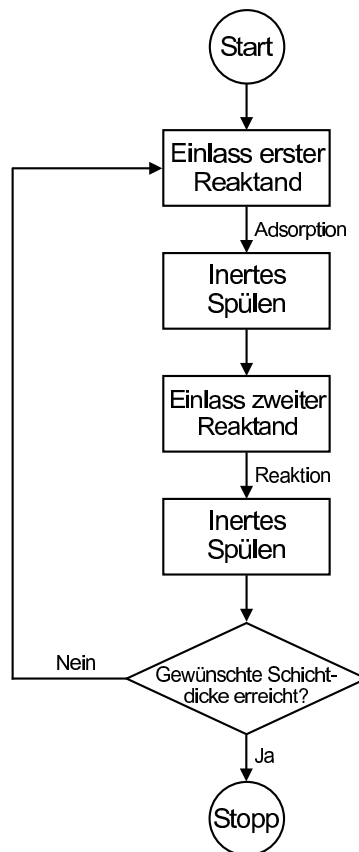 Start
Einlass erster
Reaktand
Adsorption
Inertes
Spülen
Einlass zweiter
Reaktand
Reaktion
Inertes
Spülen
Nein
Gewünschte Schicht-
dicke erreicht?
Ja
Stopp